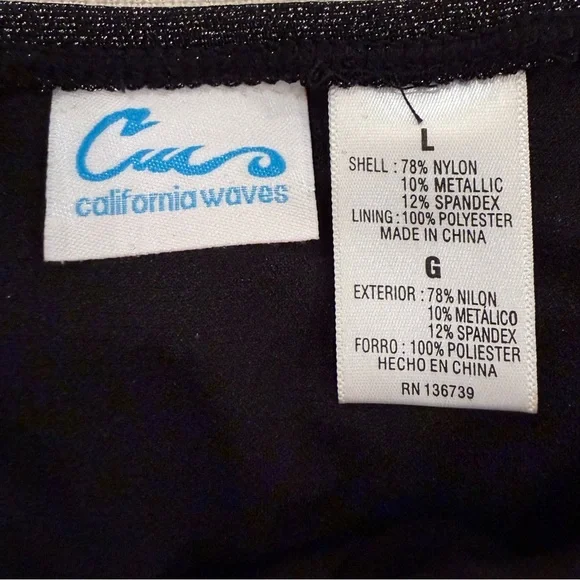 california waves
L
SHELL : 78% NYLON
10% METALLIC
12% SPANDEX
LINING : 100% POLYESTER
MADE IN CHINA
G
EXTERIOR : 78% NILON
10% METÁLICO
12% SPANDEX
FORRO : 100% POLIESTER
HECHO EN CHINA
RN 136739